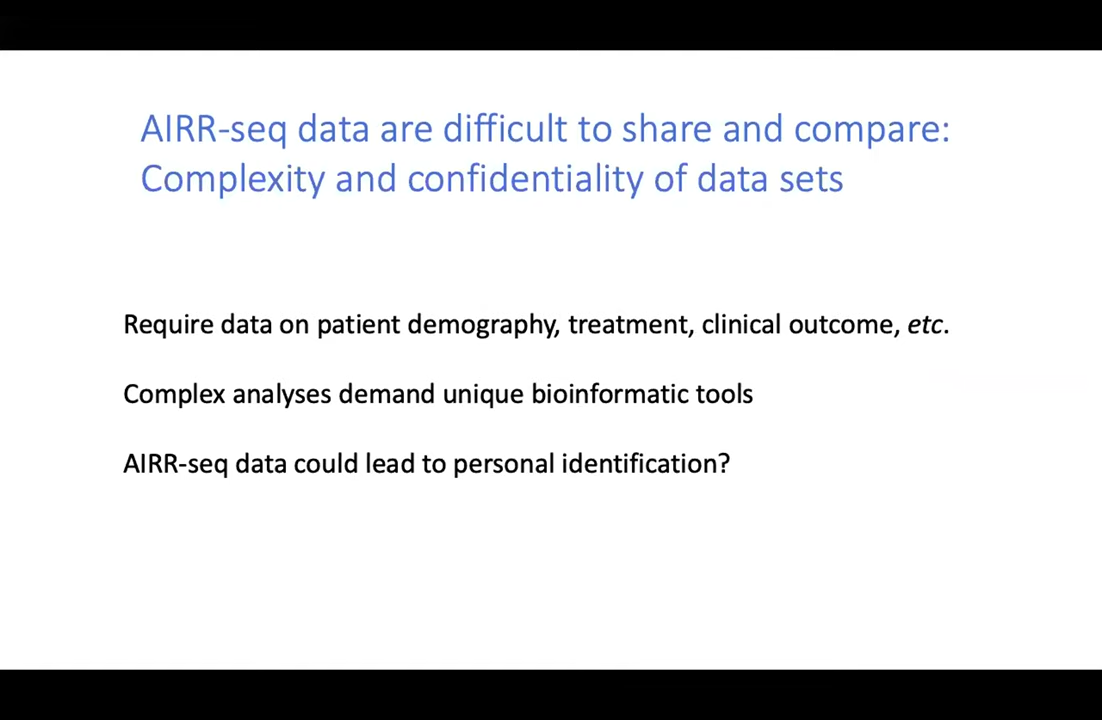 AIRR-seq data are difficult to share and compare:
Complexity and confidentiality of data sets
Require data on patient demography, treatment, clinical outcome, etc.
Complex analyses demand unique bioinformatic tools
AIRR-seq data could lead to personal identification?